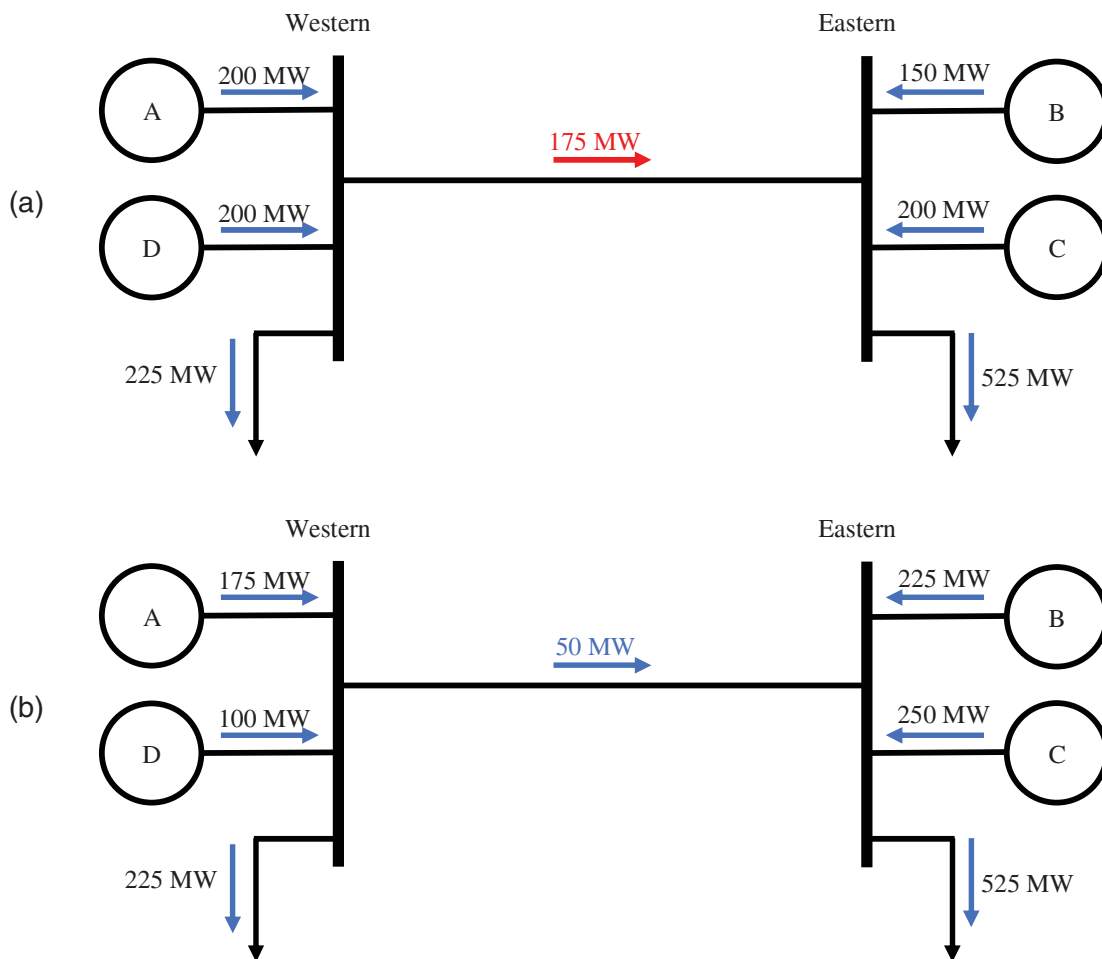 Western Eastern
200 MW 150 MW
A B
175 MW
(a)
200 MW 200 MW
D C
225 MW 525 MW
Western Eastern
175 MW 225 MW
A B
50 MW
(b)
100 MW 250 MW
D C
225 MW 525 MW